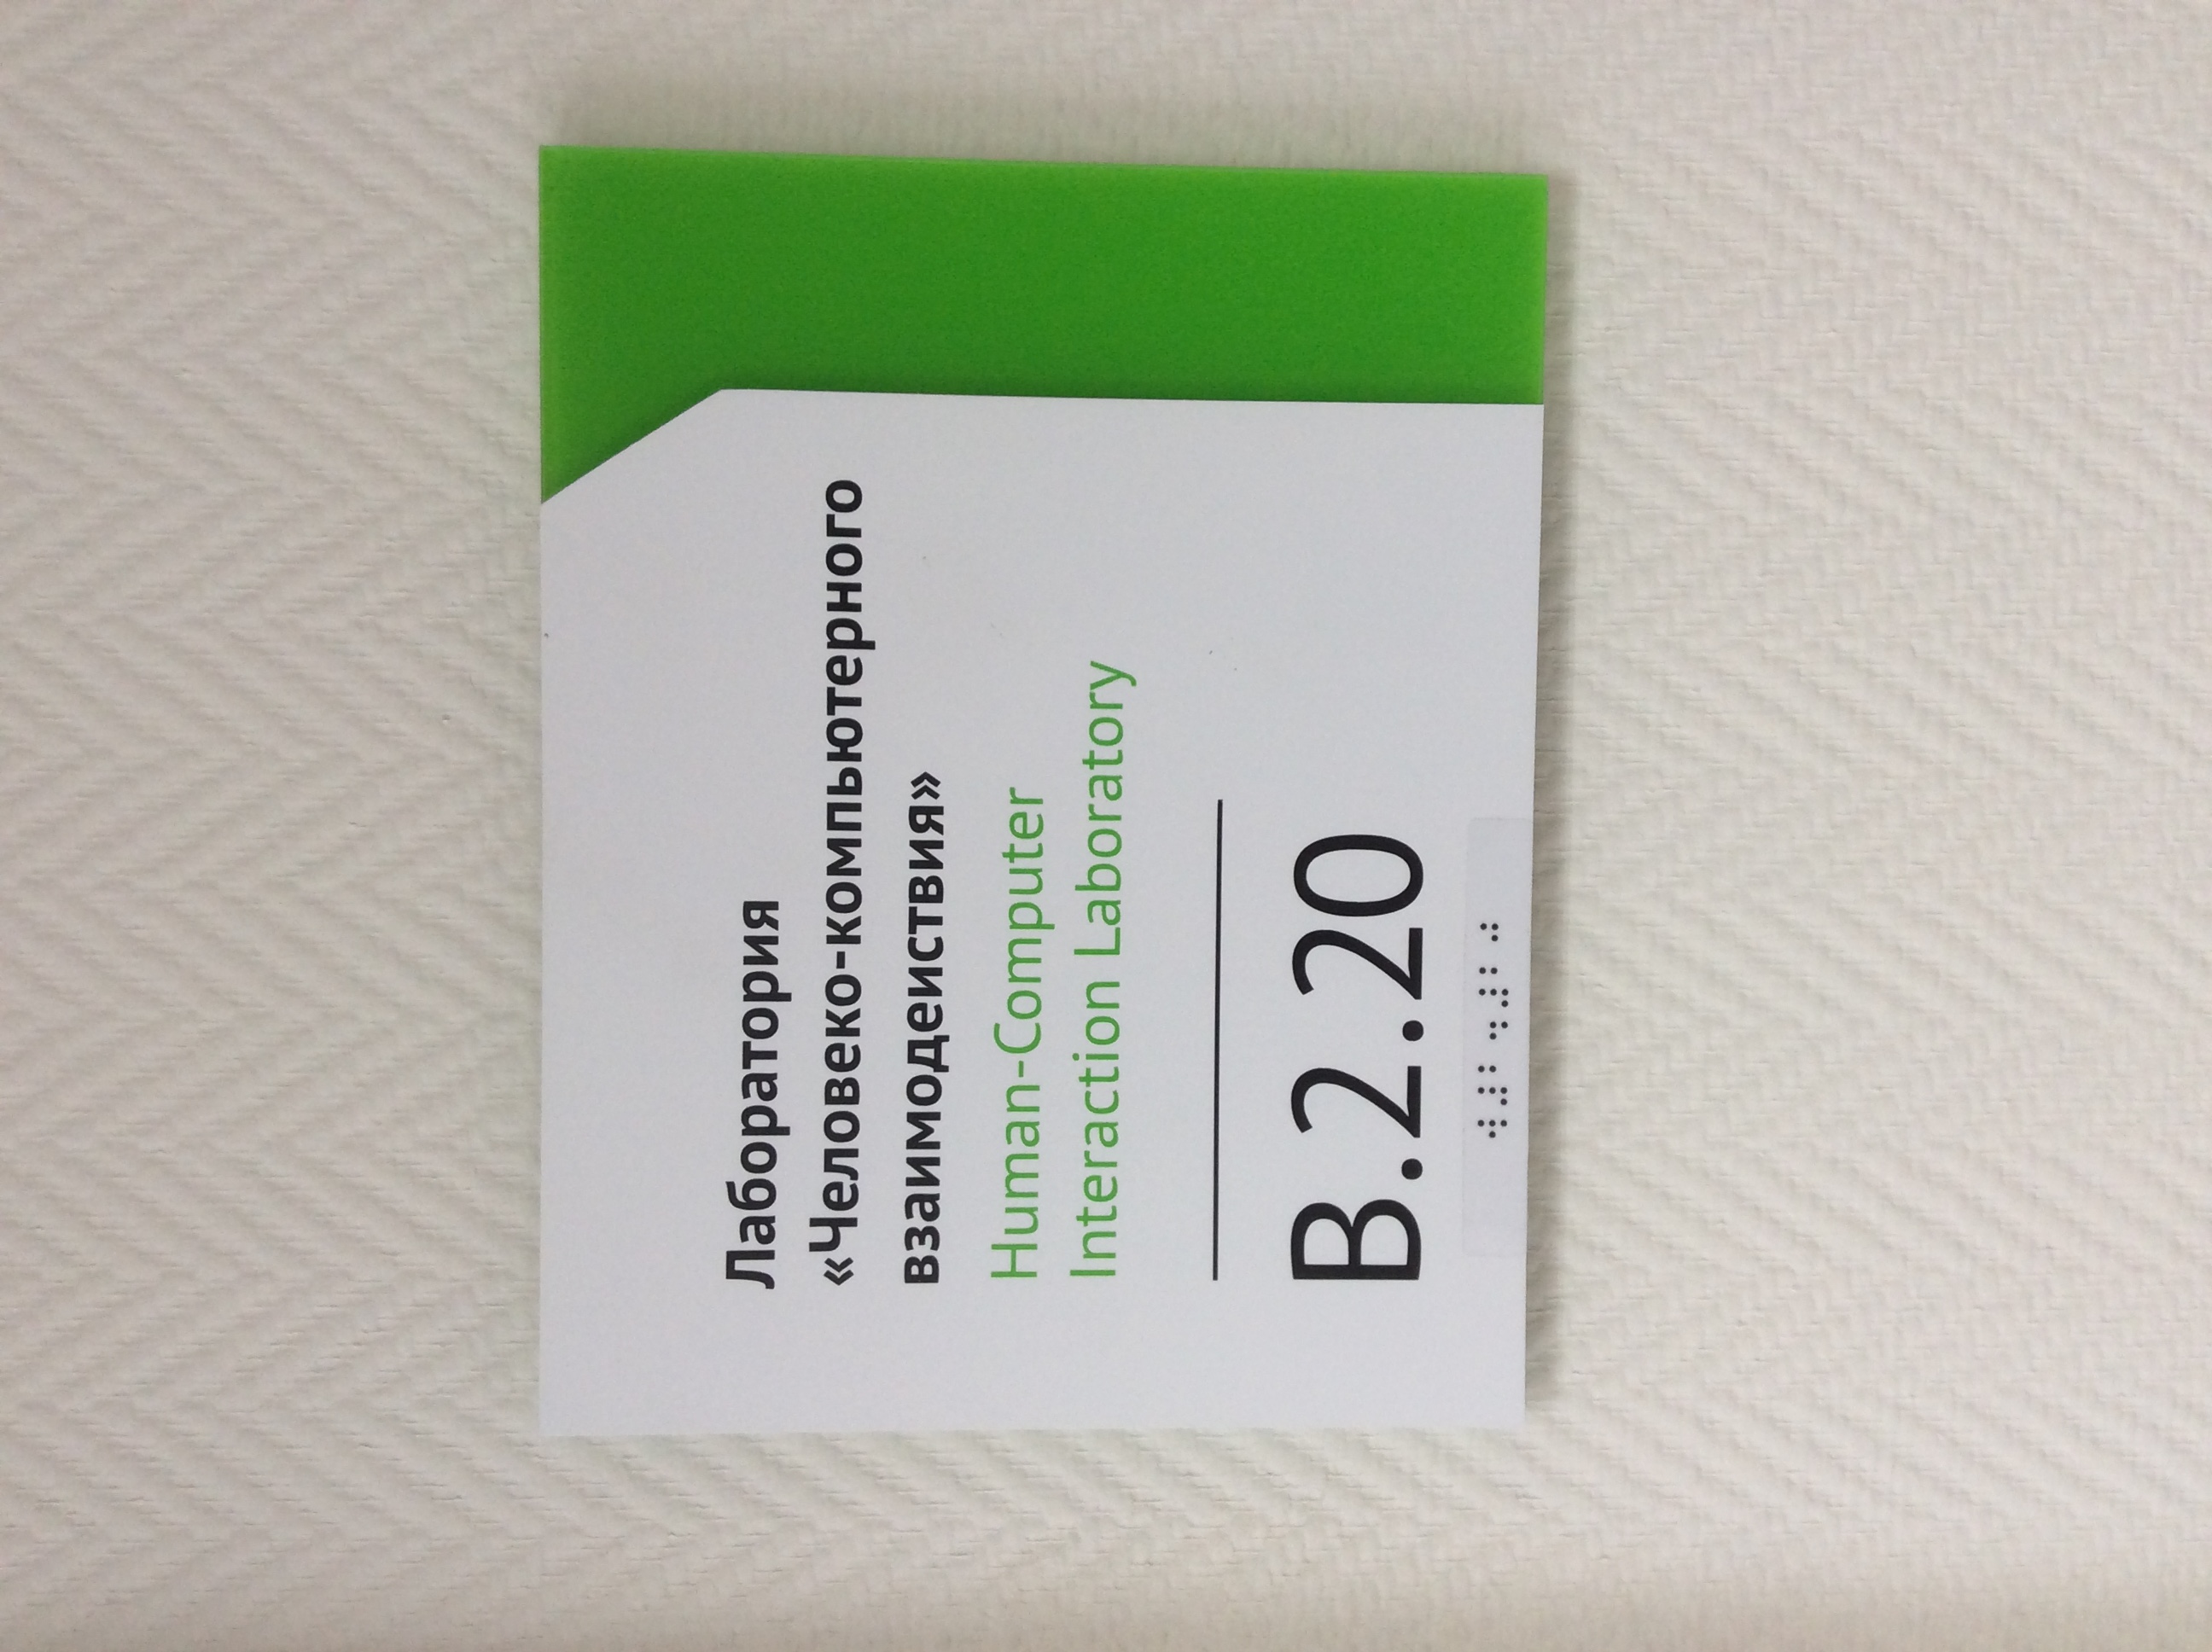 Лаборатория
«Человеко-компьютерного
взаимодеиствия»
Human-Computer
Interaction Laboratory
B.2.20
⠺⠼⠃⠲⠼⠃⠚